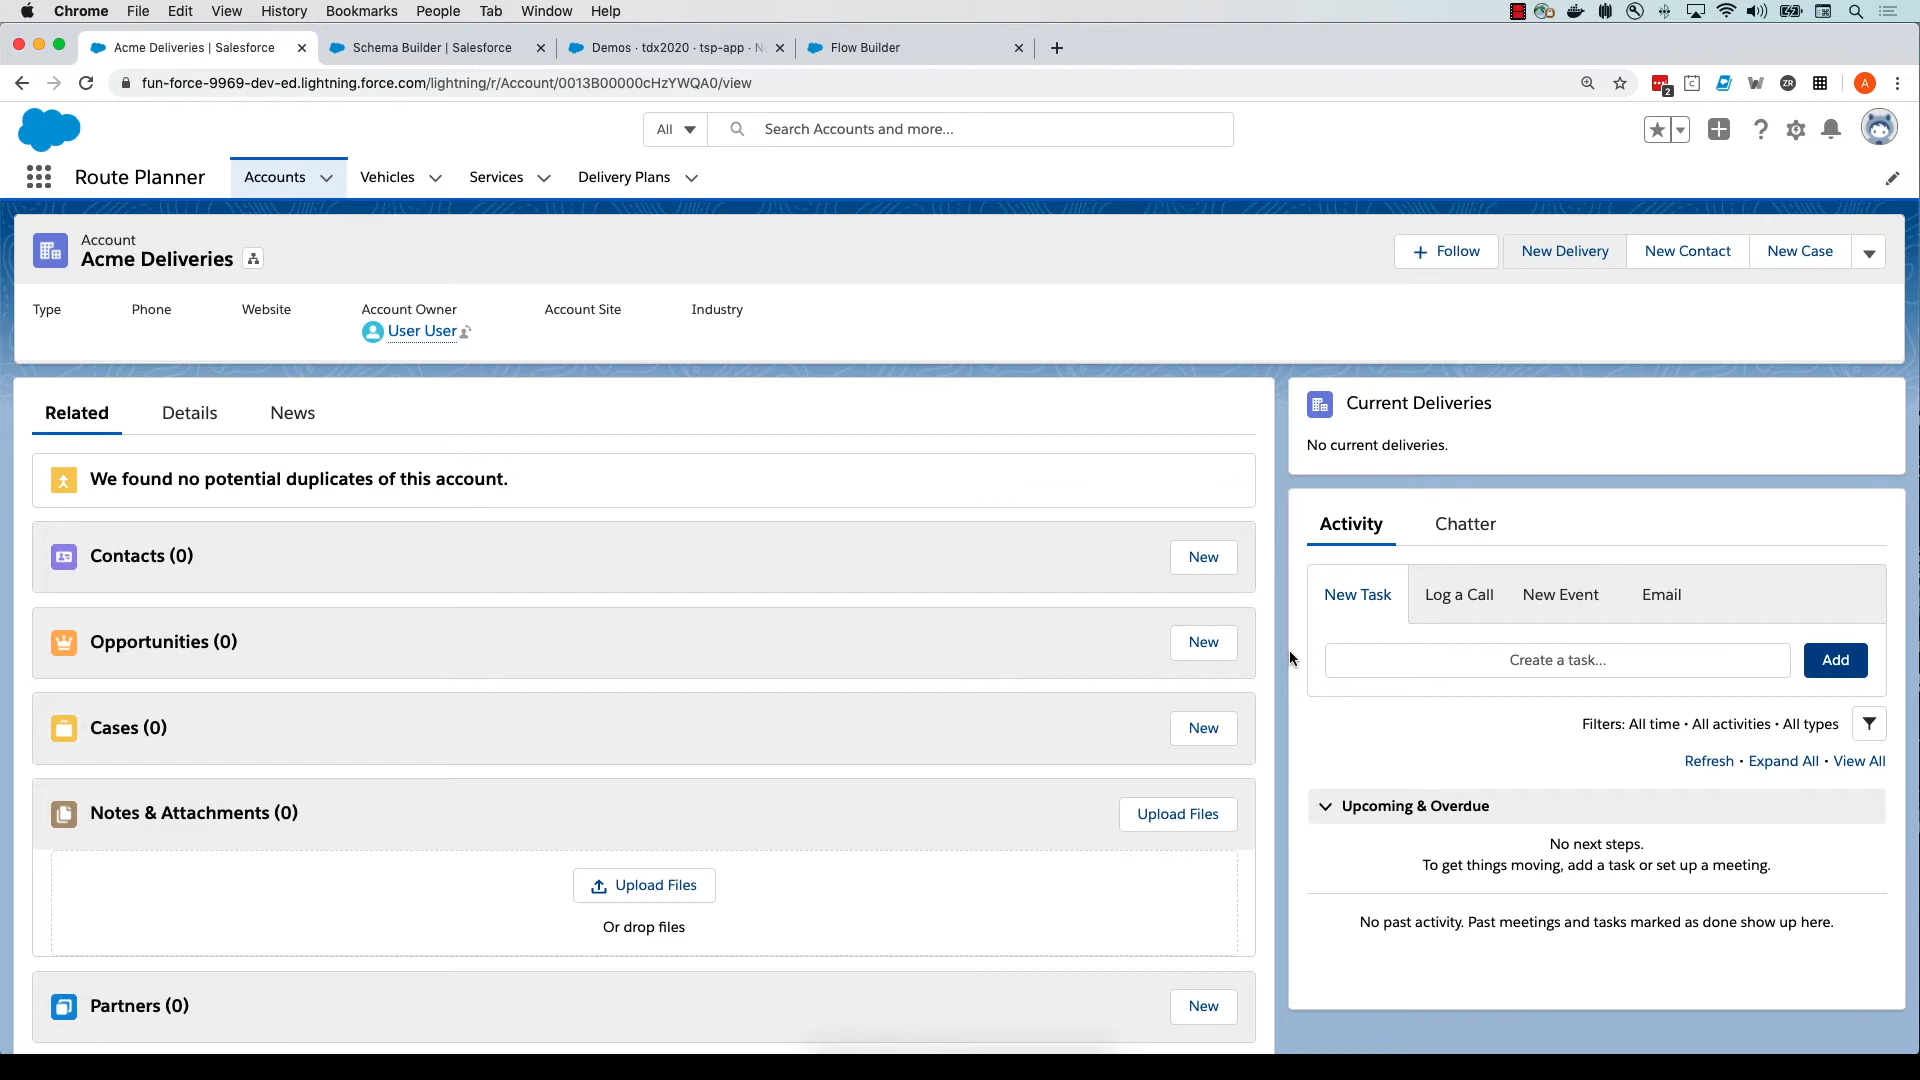 Chrome File Edit View History Bookmarks People Tab Window Help
Acme Deliveries | Salesforce
Schema Builder | Salesforce
Demos · tdx2020 · tsp-app ·
Flow Builder
fun-force-9969-dev-ed.lightning.force.com/lightning/r/Account/0013B00000cHzYWQA0/view
2
ZR
A
All
Search Accounts and more...
Route Planner
Accounts
Vehicles
Services
Delivery Plans
Account
Acme Deliveries
Follow
New Delivery
New Contact
New Case
Type
Phone
Website
Account Owner
Account Site
Industry
User User
Related
Details
News
We found no potential duplicates of this account.
Contacts (0)
New
Opportunities (0)
New
Cases (0)
New
Notes & Attachments (0)
Upload Files
Upload Files
Or drop files
Partners (0)
New
Current Deliveries
No current deliveries.
Activity
Chatter
New Task
Log a Call
New Event
Email
Create a task...
Add
Filters: All time • All activities • All types
Refresh • Expand All • View All
Upcoming & Overdue
No next steps.
To get things moving, add a task or set up a meeting.
No past activity. Past meetings and tasks marked as done show up here.